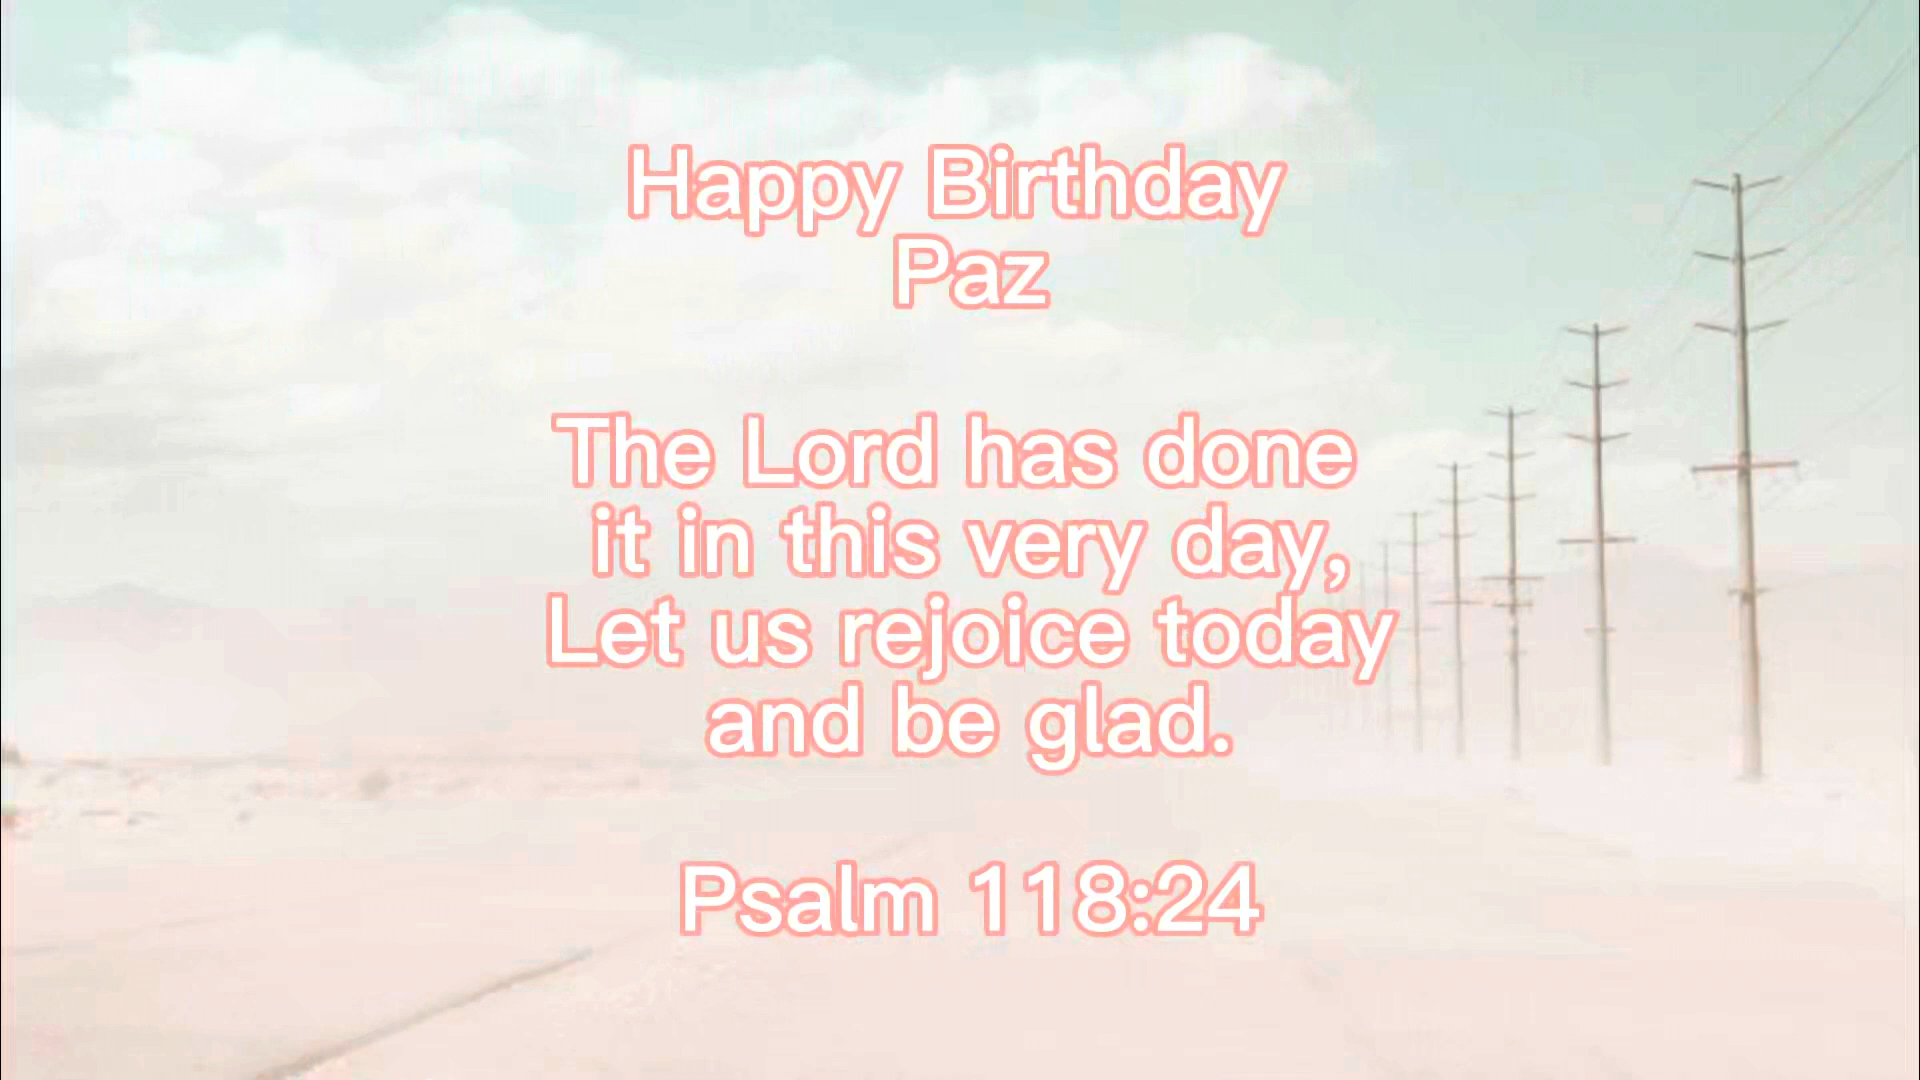 Happy Birthday
Paz
The Lord has done
it in this very day,
Let us rejoice today
and be glad.
Psalm 118:24